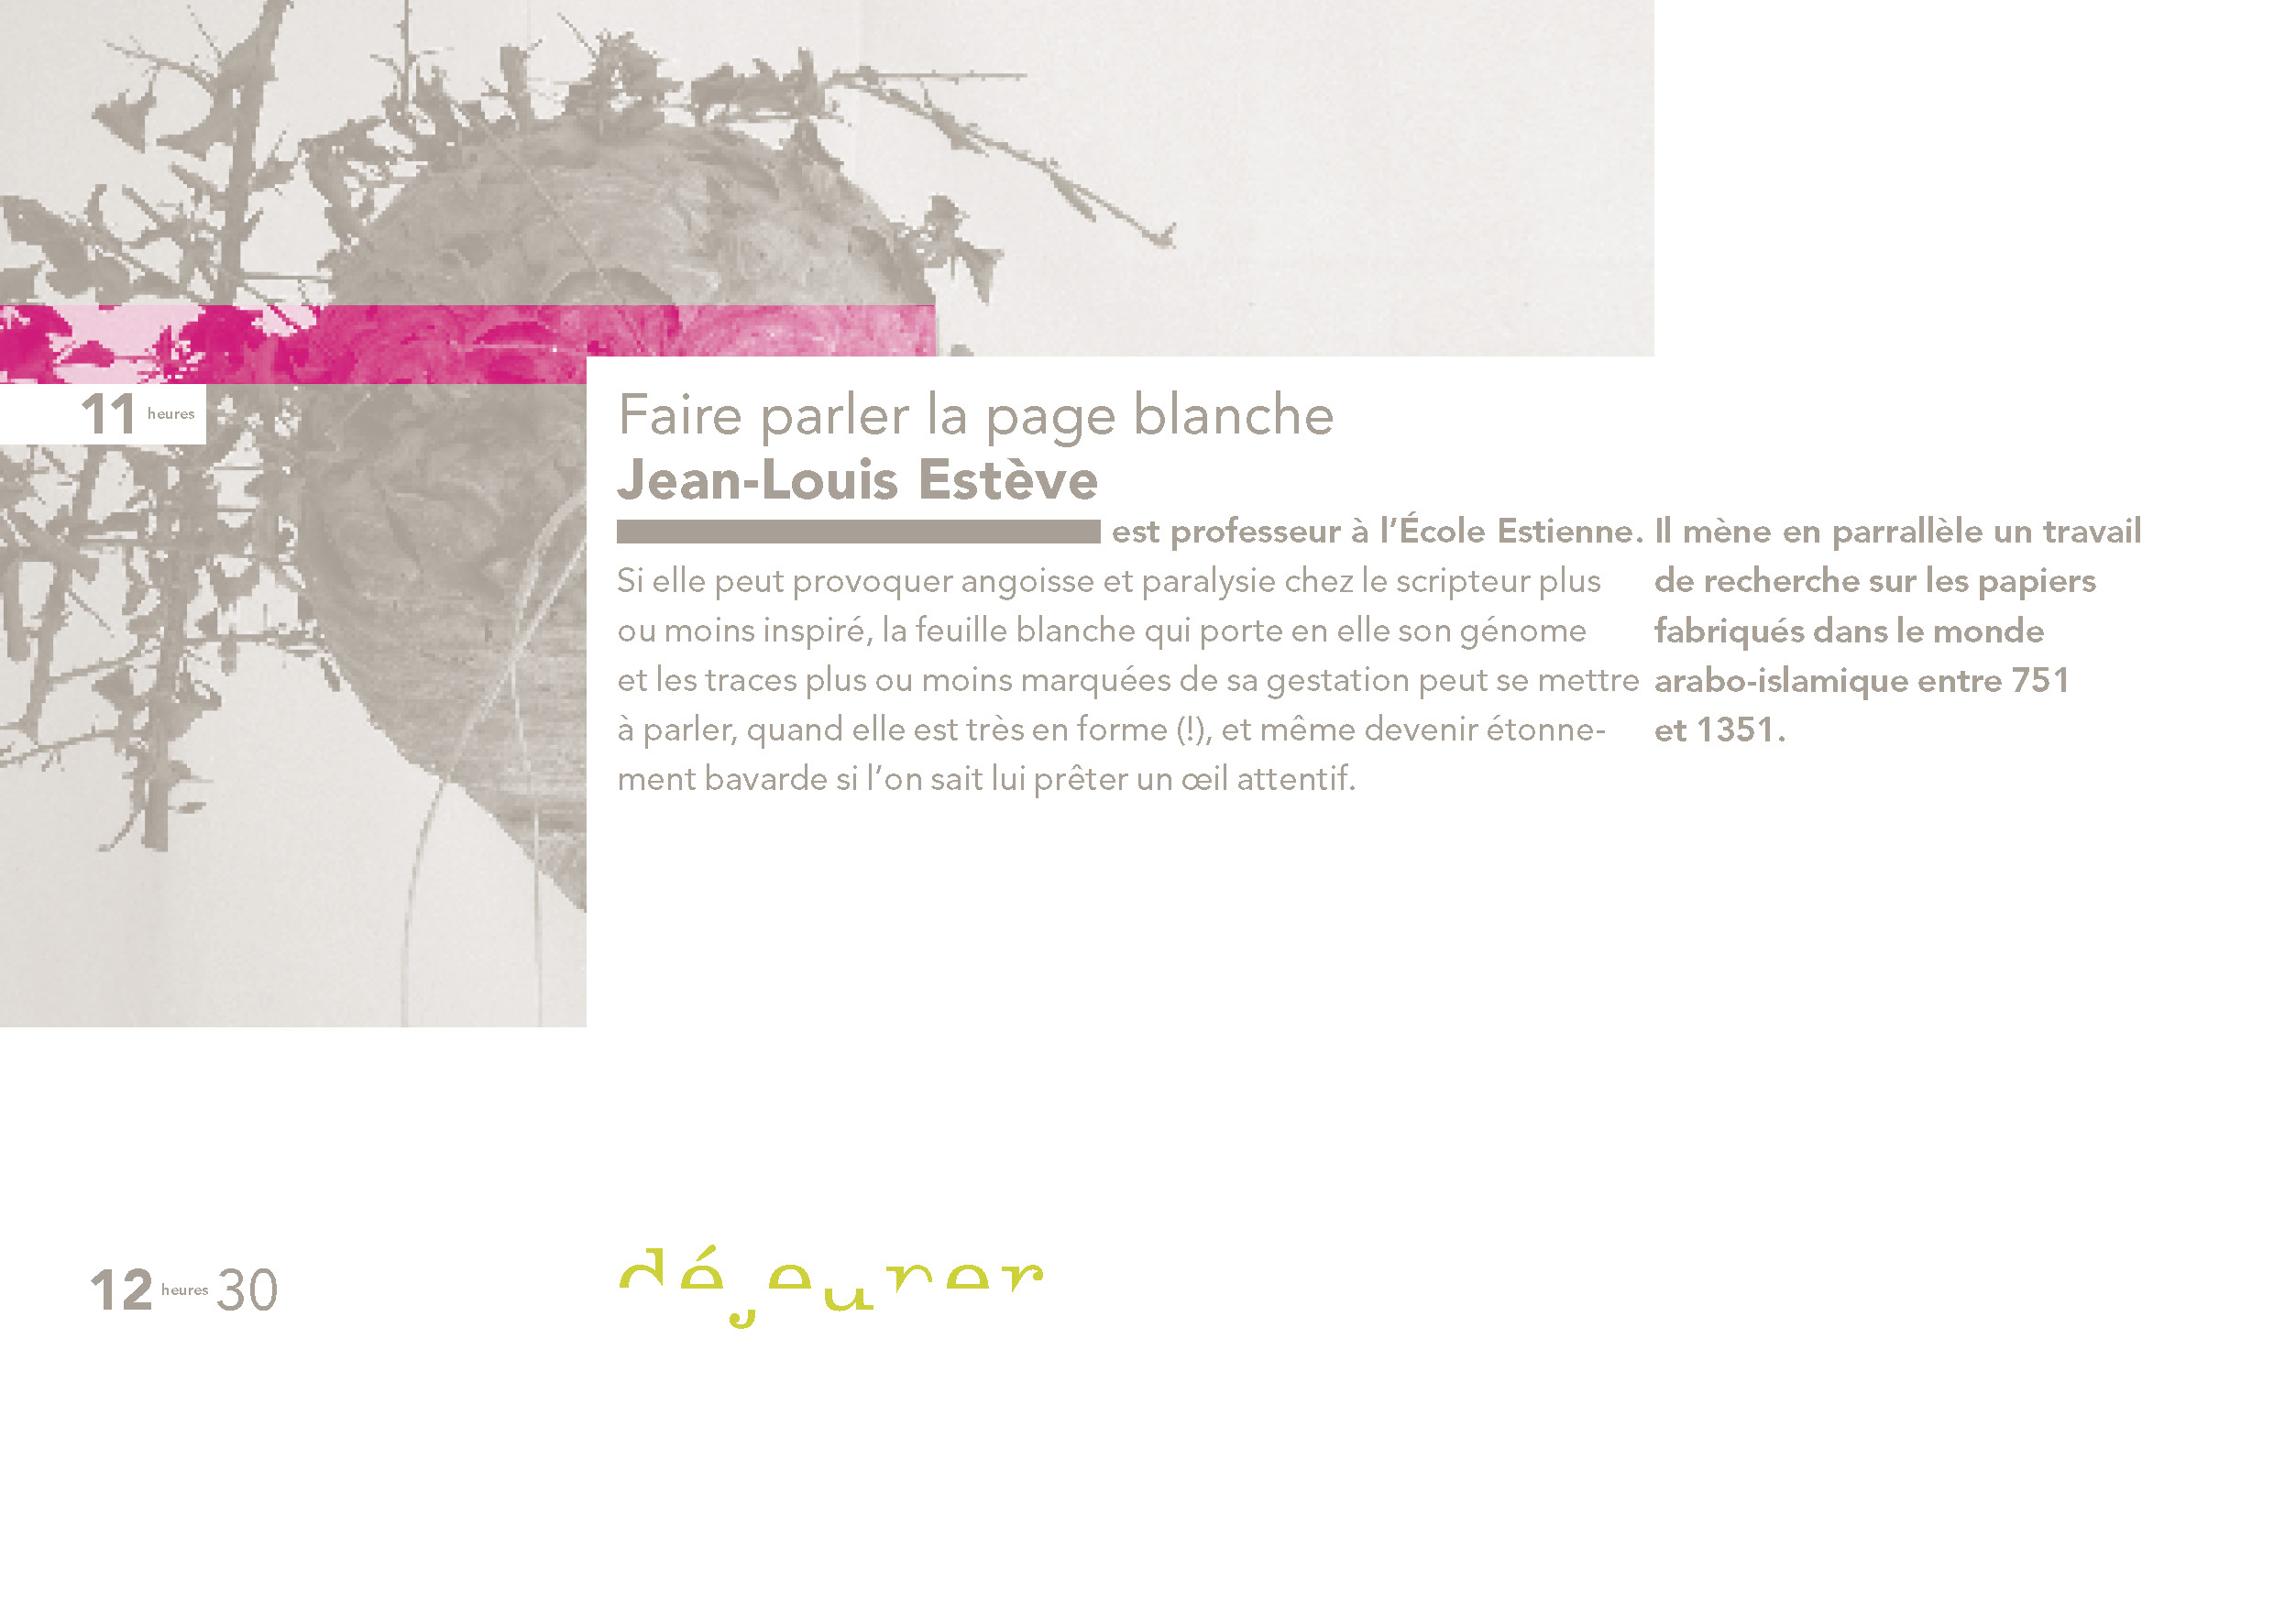 11 heures
Faire parler la page blanche
Jean-Louis Estève
est professeur à l’École Estienne. Il mène en parrallèle un travail
de recherche sur les papiers
fabriqués dans le monde
arabo-islamique entre 751
et 1351.
Si elle peut provoquer angoisse et paralysie chez le scripteur plus
ou moins inspiré, la feuille blanche qui porte en elle son génome
et les traces plus ou moins marquées de sa gestation peut se mettre
à parler, quand elle est très en forme (!), et même devenir étonne-
ment bavarde si l’on sait lui prêter un œil attentif.
12 heures 30
déjeuner